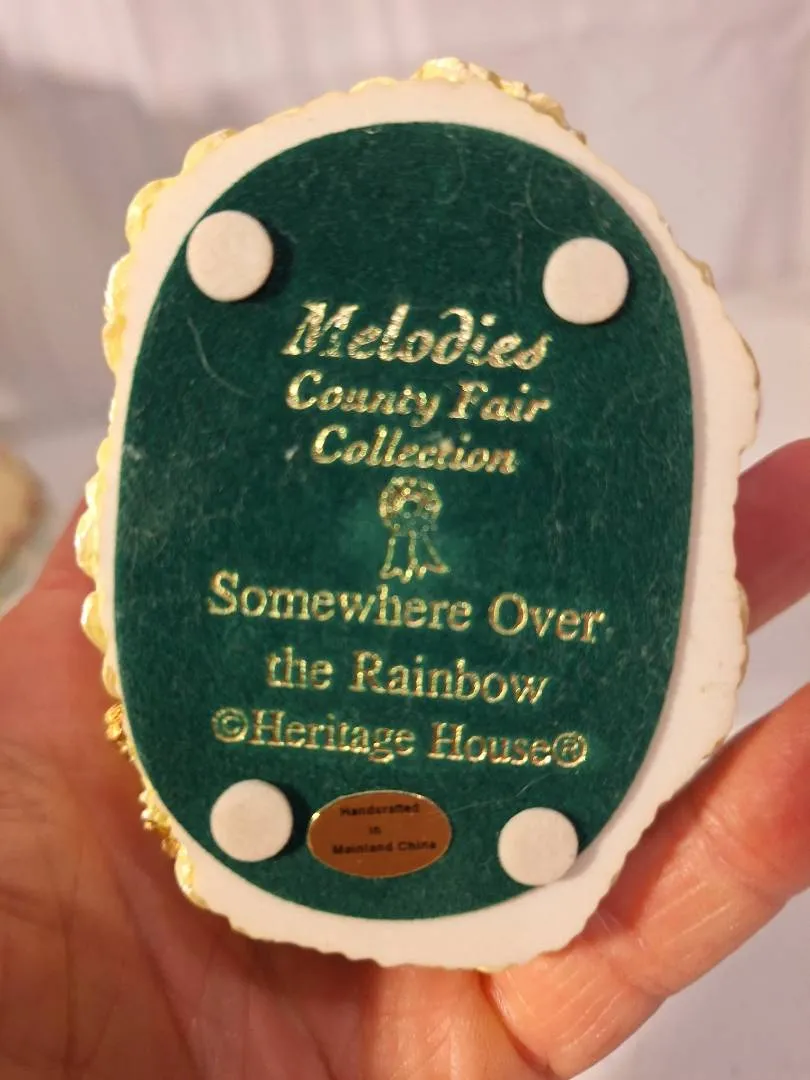 Melodies
County Fair
Collection
Somewhere Over
the Rainbow
©Heritage House®
Handcrafted
in
Mainland China